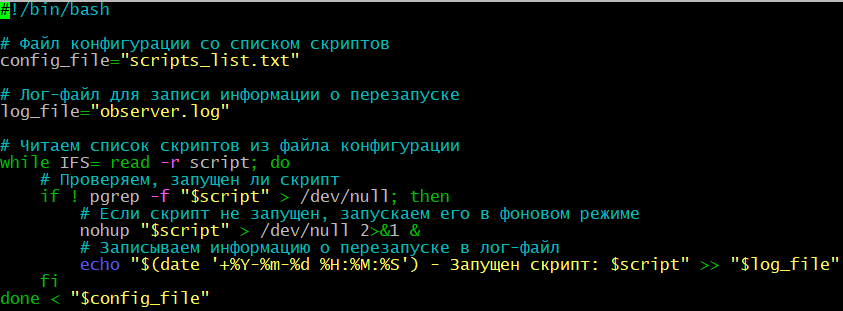 #!/bin/bash

# Файл конфигурации со списком скриптов
config_file="scripts_list.txt"

# Лог-файл для записи информации о перезапуске
log_file="observer.log"

# Читаем список скриптов из файла конфигурации
while IFS= read -r script; do
    # Проверяем, запущен ли скрипт
    if ! pgrep -f "$script" > /dev/null; then
        # Если скрипт не запущен, запускаем его в фоновом режиме
        nohup "$script" > /dev/null 2>&1 &
        # Записываем информацию о перезапуске в лог-файл
        echo "$(date '+%Y-%m-%d %H:%M:%S') - Запущен скрипт: $script" >> "$log_file"
    fi
done < "$config_file"